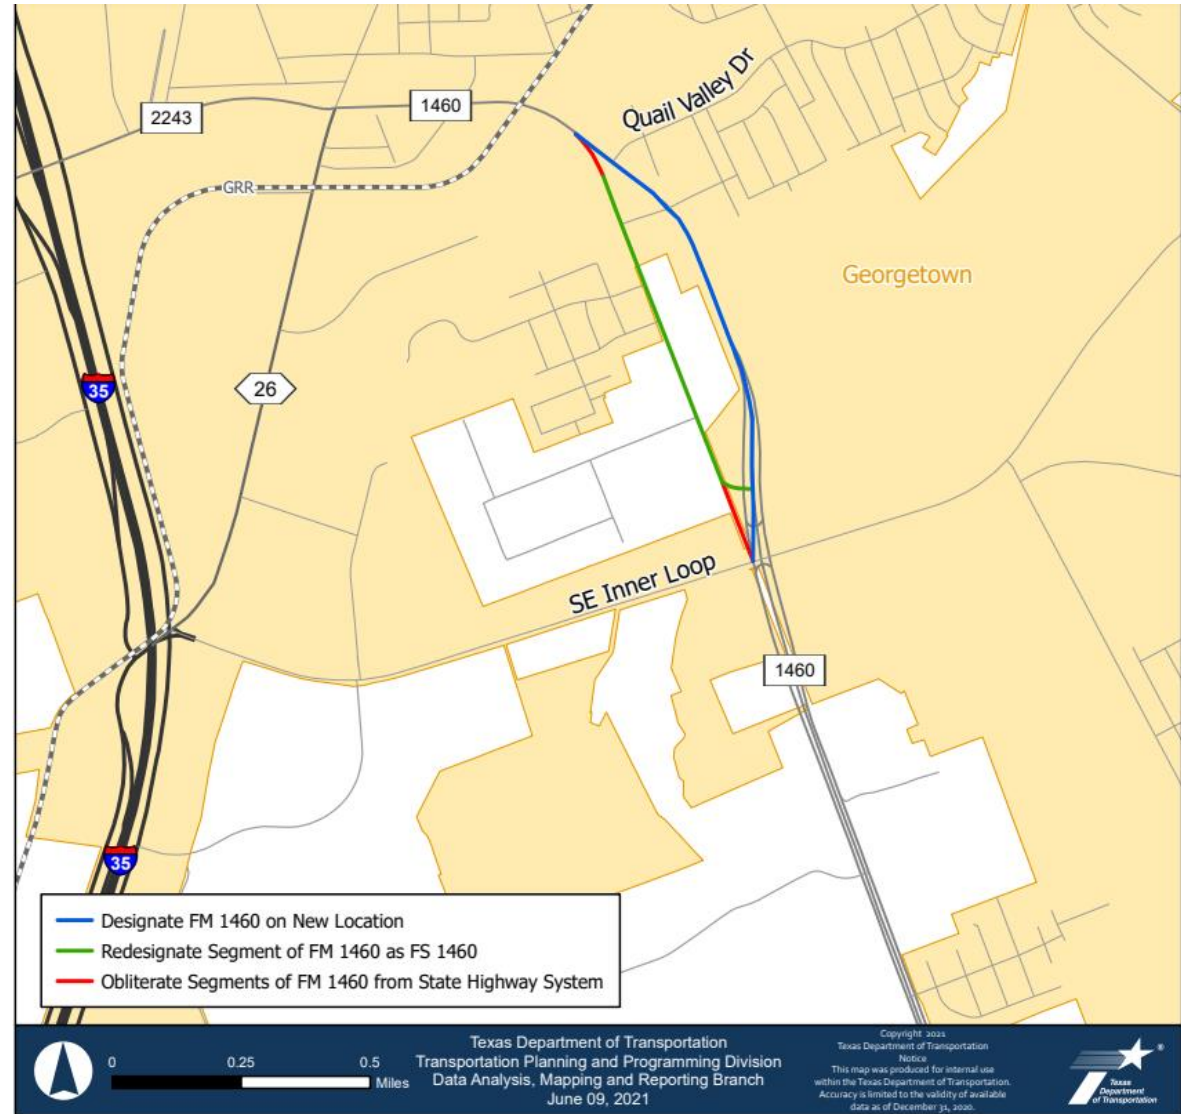 2243
1460
Quail Valley Dr
GRR
Georgetown
35
26
SE Inner Loop
1460
35
Designate FM 1460 on New Location
Redesignate Segment of FM 1460 as FS 1460
Obliterate Segments of FM 1460 from State Highway System
0 0.25 0.5
Miles
Texas Department of Transportation
Transportation Planning and Programming Division
Data Analysis, Mapping and Reporting Branch
June 09, 2021
Copyright 2021
Texas Department of Transportation
Notice
This map was produced for internal use
within the Texas Department of Transportation.
Accuracy is limited to the validity of available
data as of December 31, 2020.
®
Texas
Department
of Transportation